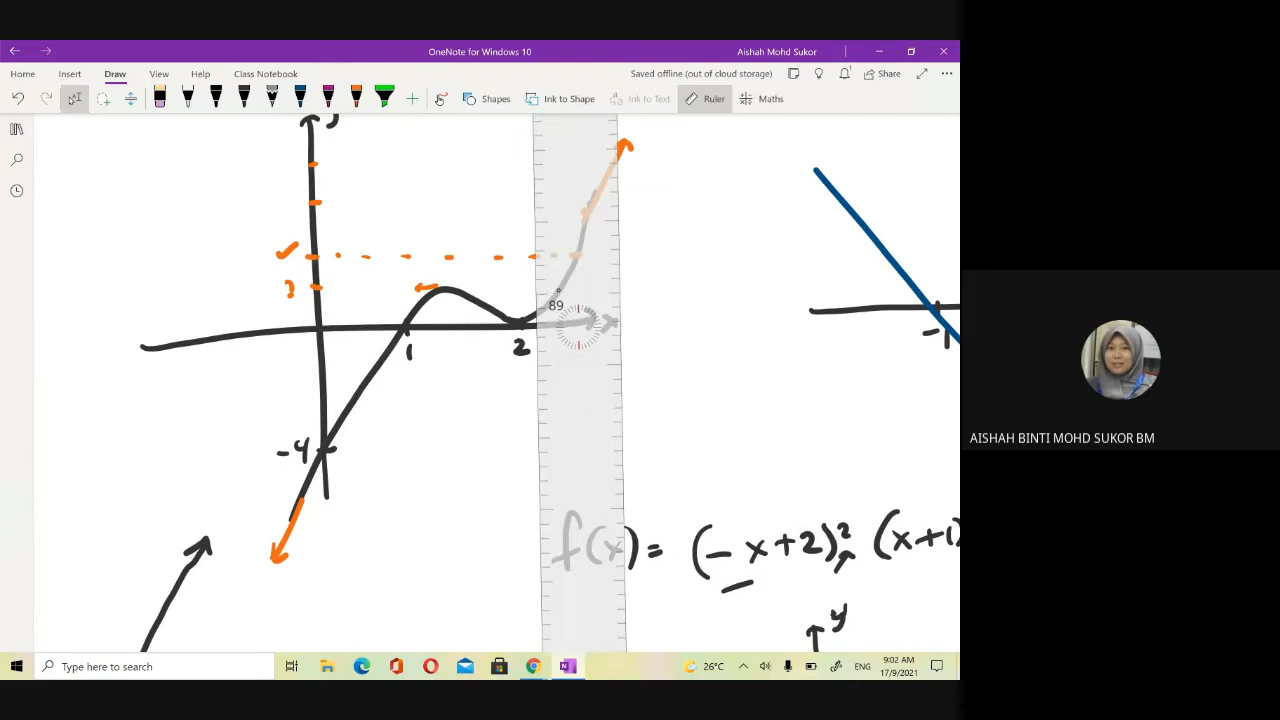 OneNote for Windows 10
Aishah Mohd Sukor
Home Insert Draw View Help Class Notebook
Saved offline (out of cloud storage) Share
Shapes Ink to Shape Ink to Text Ruler Maths
y
3
89°
x
1
2
-4
-1
f(x) = (-x+2)² (x+1)
y
AISHAH BINTI MOHD SUKOR BM
Type here to search
26°C
ENG
9:02 AM
17/9/2021